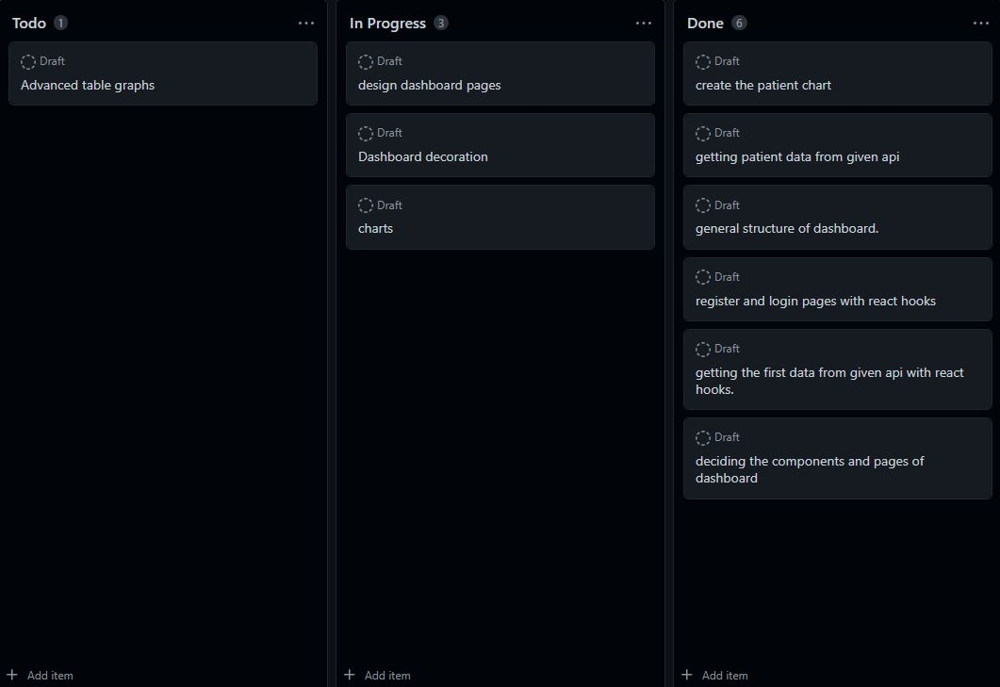 Todo 1
Draft
Advanced table graphs
Add item
In Progress 3
Draft
design dashboard pages
Draft
Dashboard decoration
Draft
charts
Add item
Done 6
Draft
create the patient chart
Draft
getting patient data from given api
Draft
general structure of dashboard.
Draft
register and login pages with react hooks
Draft
getting the first data from given api with react
hooks.
Draft
deciding the components and pages of
dashboard
Add item